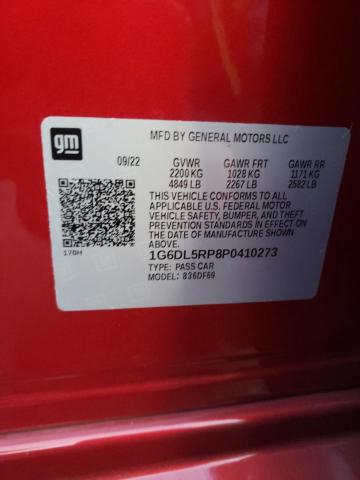 gm
MFD BY GENERAL MOTORS LLC
09/22 GVWR GAWR FRT GAWR RR
2200 KG 1028 KG 1171 KG
4849 LB 2267 LB 2582 LB
THIS VEHICLE CONFORMS TO ALL
APPLICABLE U.S. FEDERAL MOTOR
VEHICLE SAFETY, BUMPER, AND THEFT
PREVENTION STANDARDS IN EFFECT ON
THE DATE OF MANUFACTURE SHOWN ABOVE.
170H 1G6DL5RP8P0410273
TYPE: PASS CAR
MODEL: 836DF69